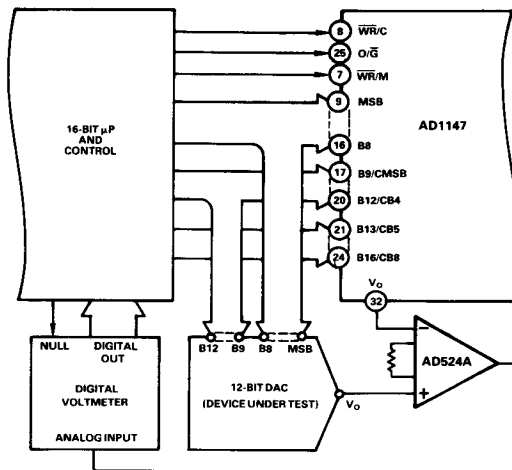 8 W̅R̅/C
25 O/G̅
7 W̅R̅/M
9 MSB
16-BIT μP
AND
CONTROL
AD1147
16 B8
17 B9/CMSB
20 B12/CB4
21 B13/CB5
24 B16/CB8
VO
32
NULL DIGITAL
OUT
B12 B9 B8 MSB
AD524A
− +
DIGITAL
VOLTMETER
12-BIT DAC
(DEVICE UNDER TEST)
VO
ANALOG INPUT